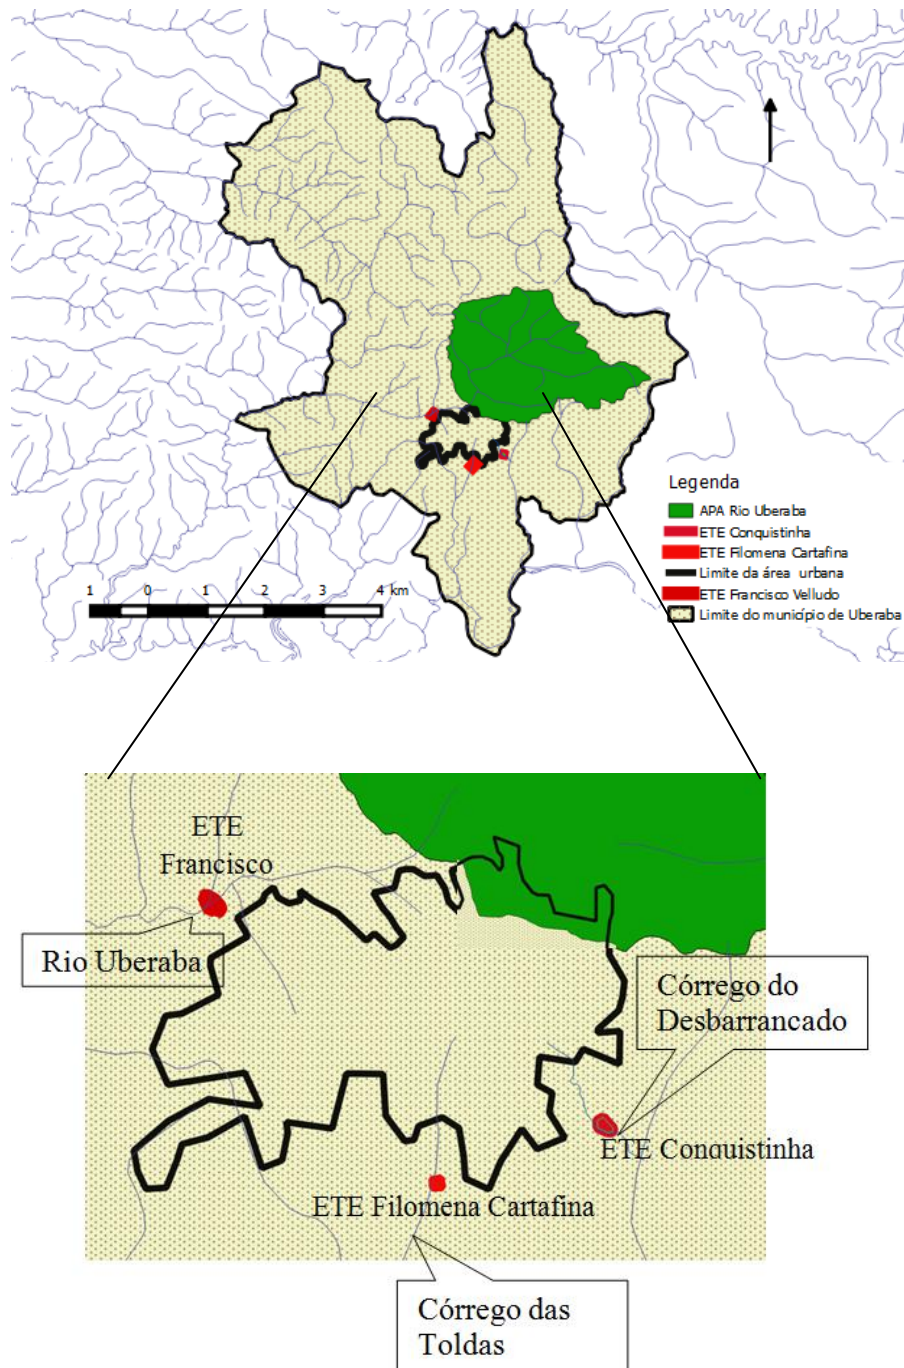 Legenda
APA Rio Uberaba
ETE Conquistinha
ETE Filomena Cartafina
Limite da área urbana
ETE Francisco Velludo
Limite do município de Uberaba
1 0 1 2 3 4 km
ETE
Francisco
Rio Uberaba
Córrego do
Desbarrancado
ETE Conquistinha
ETE Filomena Cartafina
Córrego das
Toldas